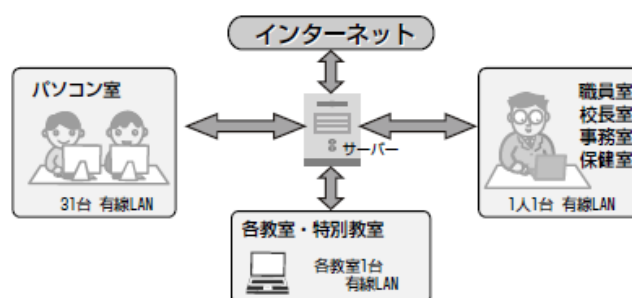 インターネット
パソコン室
31台 有線LAN
サーバー
職員室
校長室
事務室
保健室
1人1台 有線LAN
各教室・特別教室
各教室1台
有線LAN